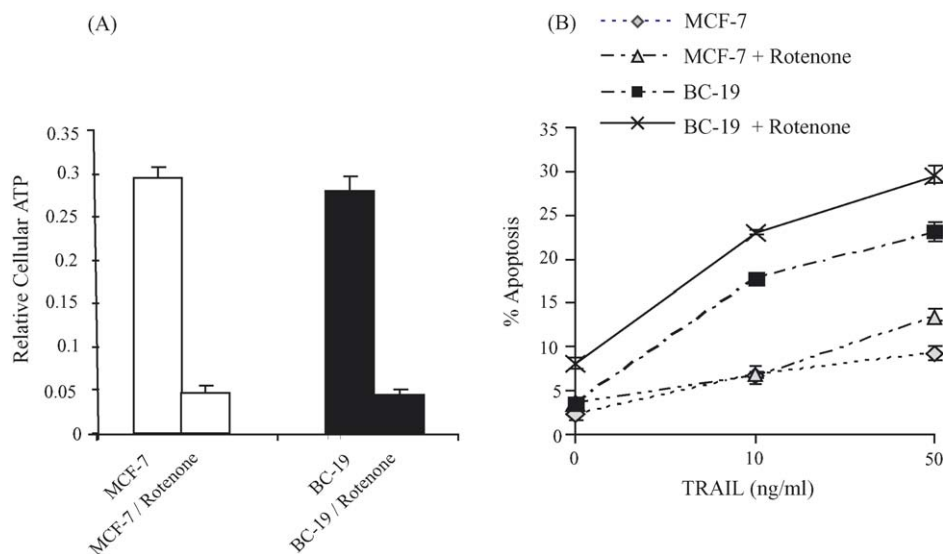 (A)
Relative Cellular ATP
0.35
0.3
0.25
0.2
0.15
0.1
0.05
0
MCF-7
MCF-7 / Rotenone
BC-19
BC-19 / Rotenone
(B)
MCF-7
MCF-7 + Rotenone
BC-19
BC-19 + Rotenone
% Apoptosis
35
30
25
20
15
10
5
0
0 10 50
TRAIL (ng/ml)